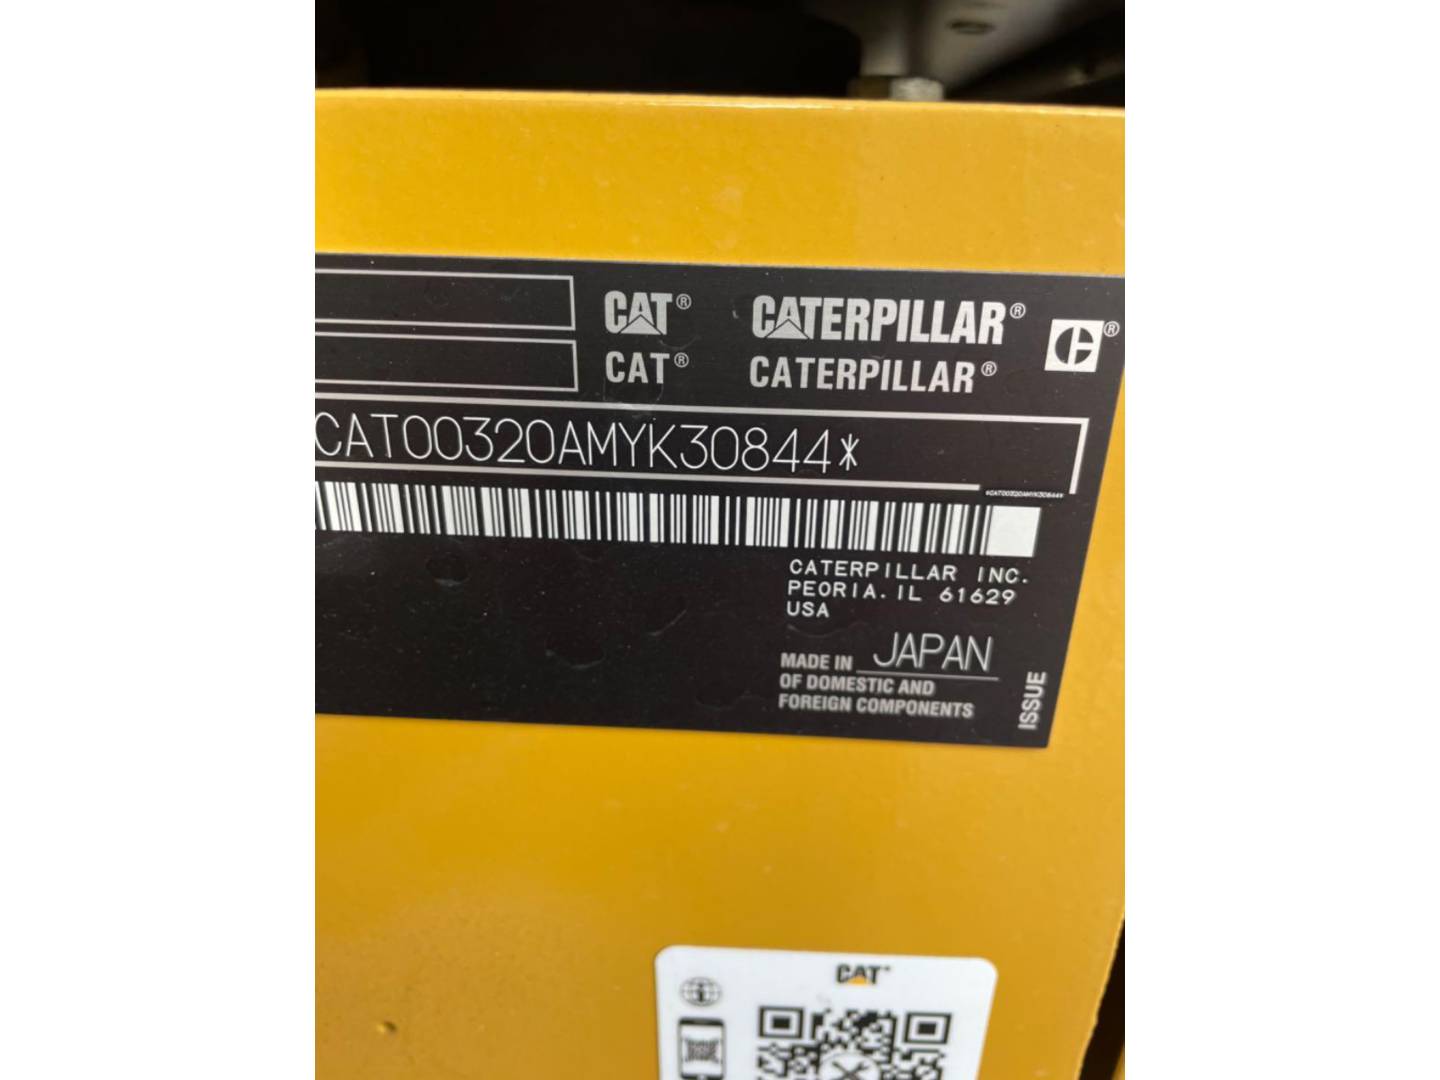 CAT® CATERPILLAR® ®
CAT® CATERPILLAR®
CAT00320AMYK30844*
*CAT00320AMYK30844*
CATERPILLAR INC.
PEORIA. IL 61629
USA
MADE IN JAPAN
OF DOMESTIC AND
FOREIGN COMPONENTS
ISSUE
CAT